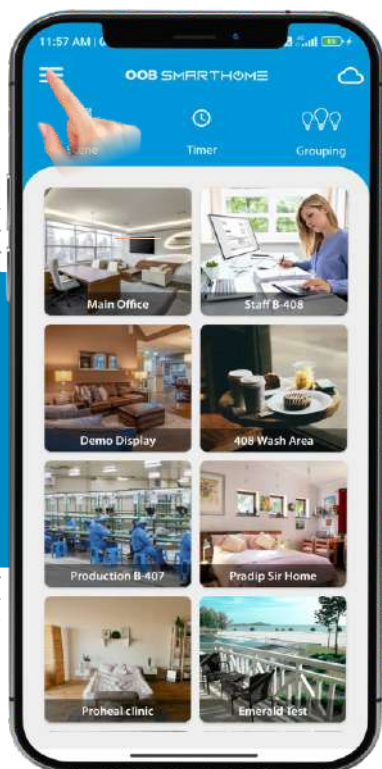 11:57 AM
OOB SMARTHOME
Scene
Timer
Grouping
Main Office
Staff B-408
Demo Display
408 Wash Area
Production B-407
Pradip Sir Home
Proheal clinic
Emerald Test